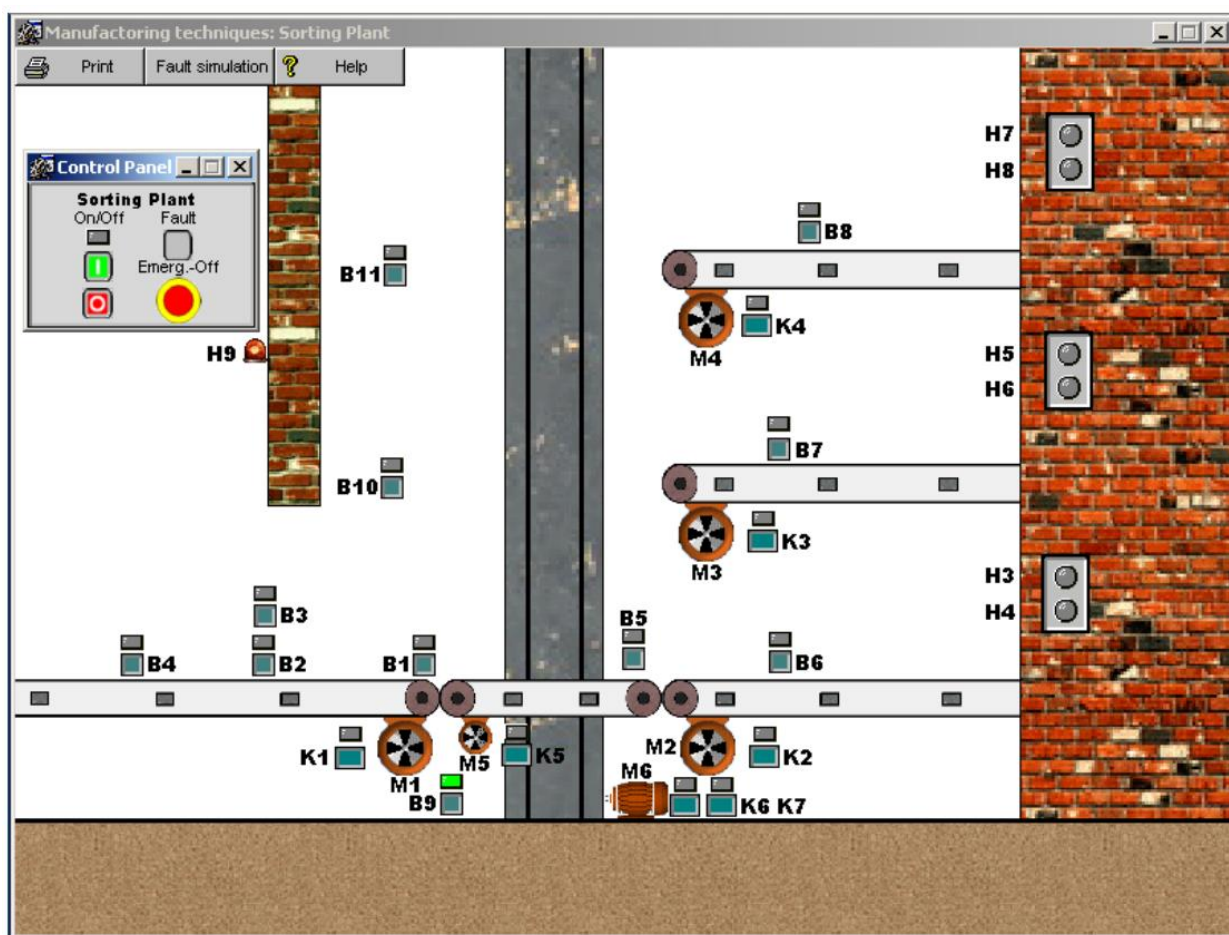 Manufactoring techniques: Sorting Plant
Print Fault simulation ? Help
H7
H8
Control Panel
Sorting Plant
On/Off Fault
Emerg.-Off
B8
B11
K4
M4
H9
H5
H6
B7
B10
K3
M3
H3
H4
B3
B5
B4 B2 B1 B6
K1 M1 M5 K5 M2 K2
B9 M6 K6 K7